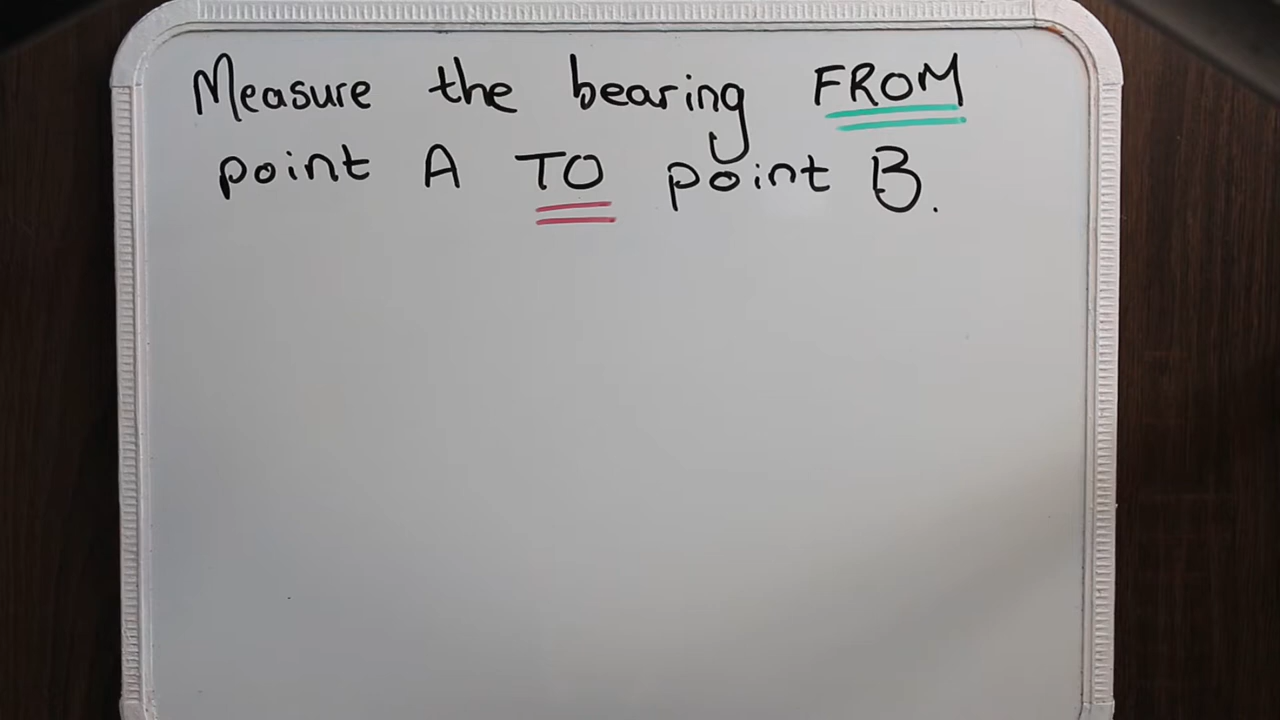 Measure the bearing FROM
point A TO point B.